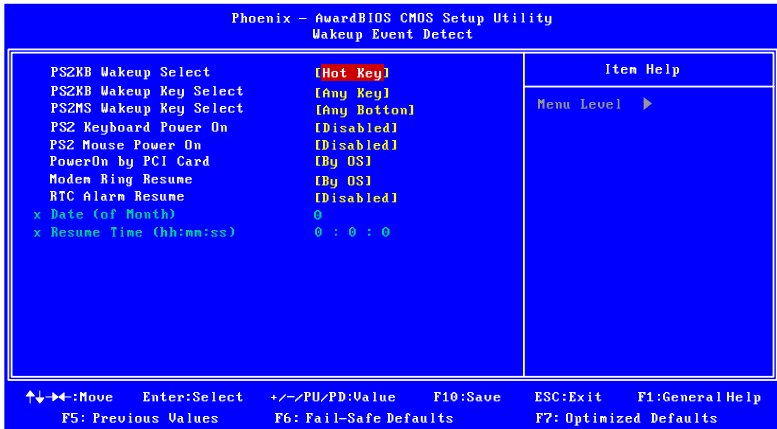 Phoenix – AwardBIOS CMOS Setup Utility
Wakeup Event Detect
PS2KB Wakeup Select [Hot Key]
PS2KB Wakeup Key Select [Any Key]
PS2MS Wakeup Key Select [Any Botton]
PS2 Keyboard Power On [Disabled]
PS2 Mouse Power On [Disabled]
PowerOn by PCI Card [By OS]
Modem Ring Resume [By OS]
RTC Alarm Resume [Disabled]
x Date (of Month) 0
x Resume Time (hh:mm:ss) 0 : 0 : 0
Item Help
Menu Level ▶
↑↓→←:Move Enter:Select +/-/PU/PD:Value F10:Save ESC:Exit F1:General Help
F5: Previous Values F6: Fail-Safe Defaults F7: Optimized Defaults